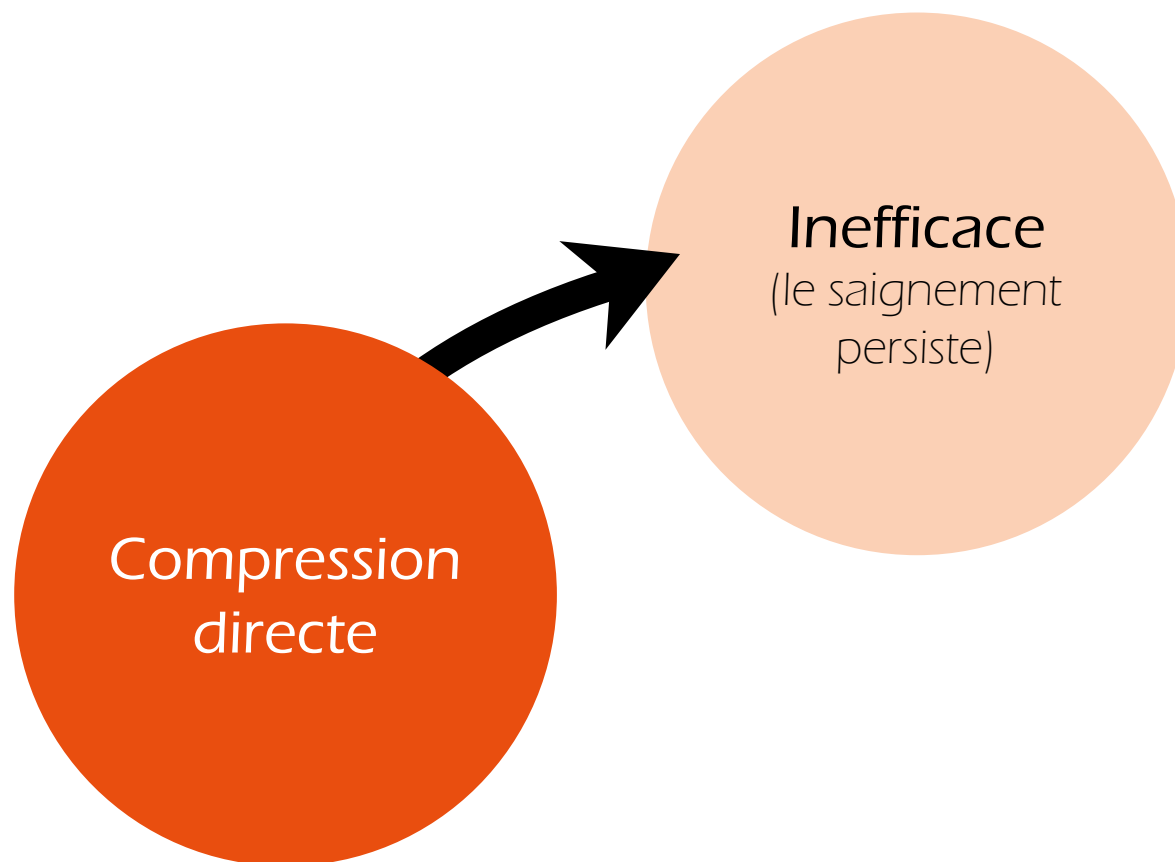 Inefficace
(le saignement
persiste)
Compression
directe